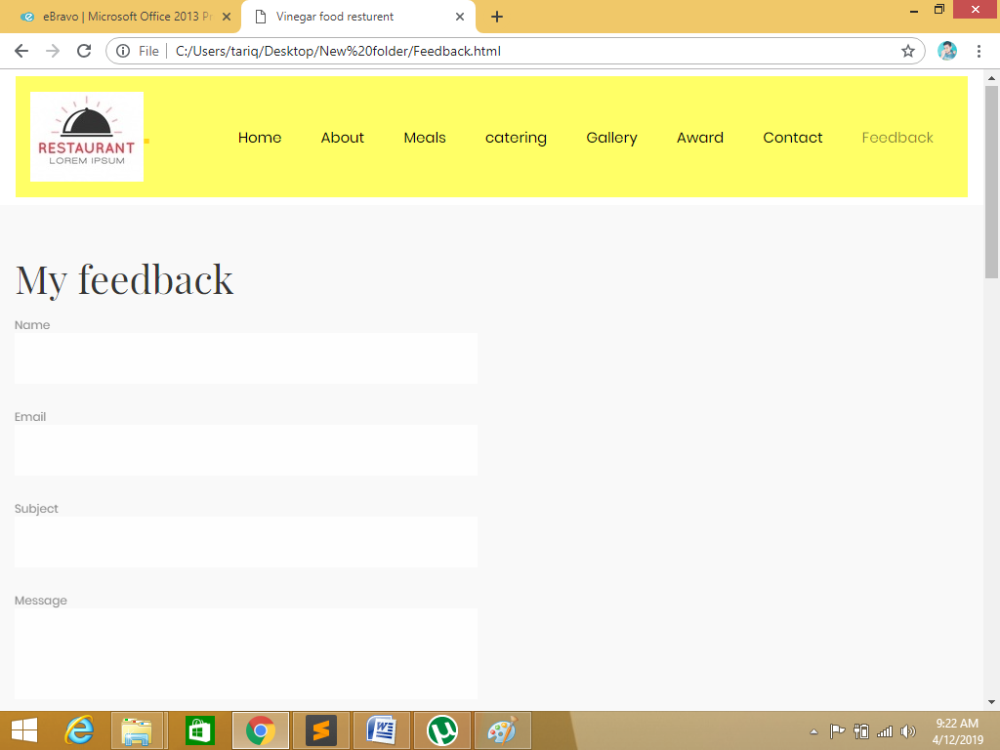 eBravo | Microsoft Office 2013 Pr
Vinegar food resturent
File
C:/Users/tariq/Desktop/New%20folder/Feedback.html
RESTAURANT
LOREM IPSUM
Home About Meals catering Gallery Award Contact Feedback
My feedback
Name
Email
Subject
Message
9:22 AM
4/12/2019